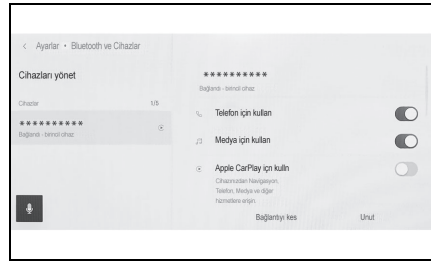 < Ayarlar • Bluetooth ve Cihazlar
Cihazları yönet
Cihazlar 1/5
**********
Bağlandı - birincil cihaz
**********
Bağlandı - birincil cihaz
Telefon için kullan
Medya için kullan
Apple CarPlay içn kulln
Cihazınızdan Navigasyon,
Telefon, Medya ve diğer
hizmetlere erişin.
Bağlantıyı kes Unut